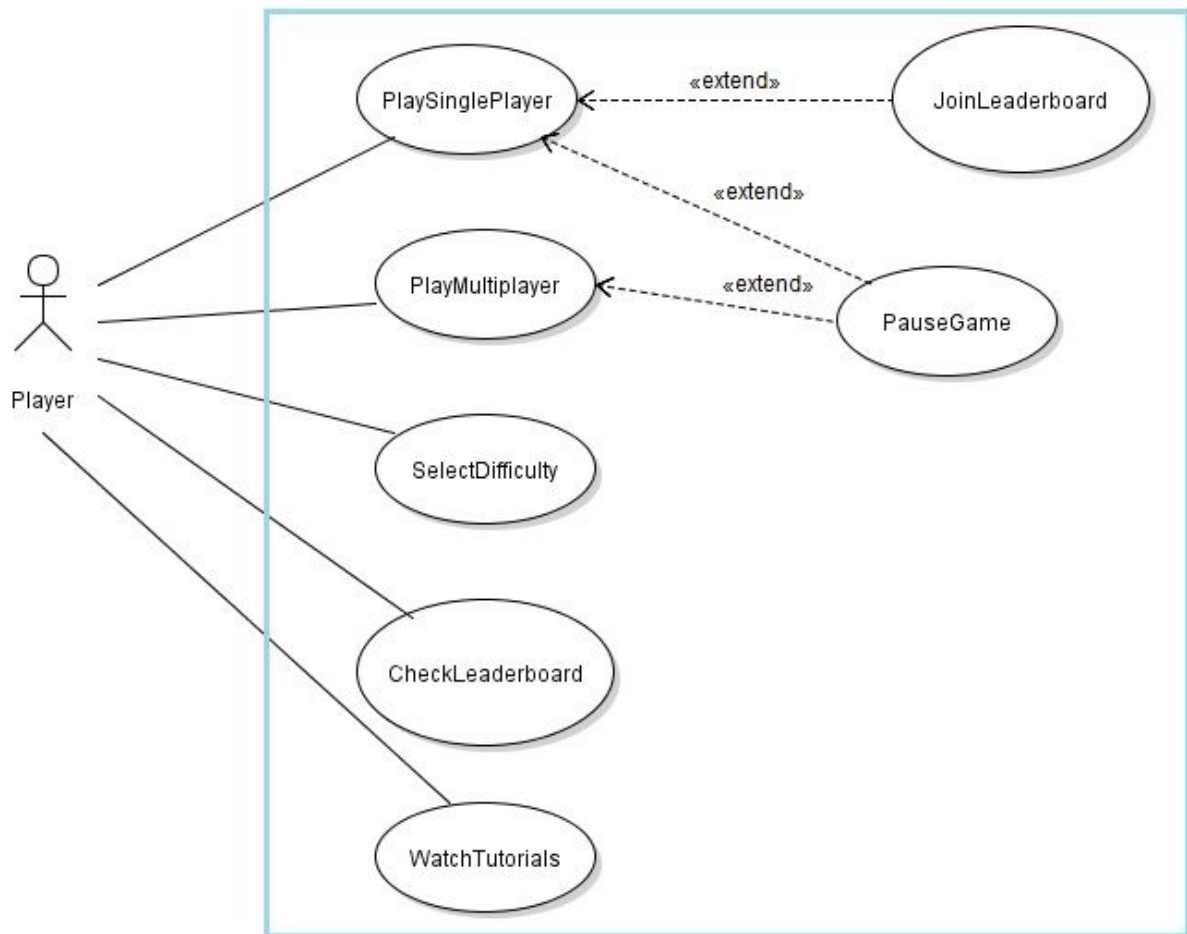 PlaySinglePlayer
«extend»
JoinLeaderboard
«extend»
PlayMultiplayer
«extend»
PauseGame
Player
SelectDifficulty
CheckLeaderboard
WatchTutorials